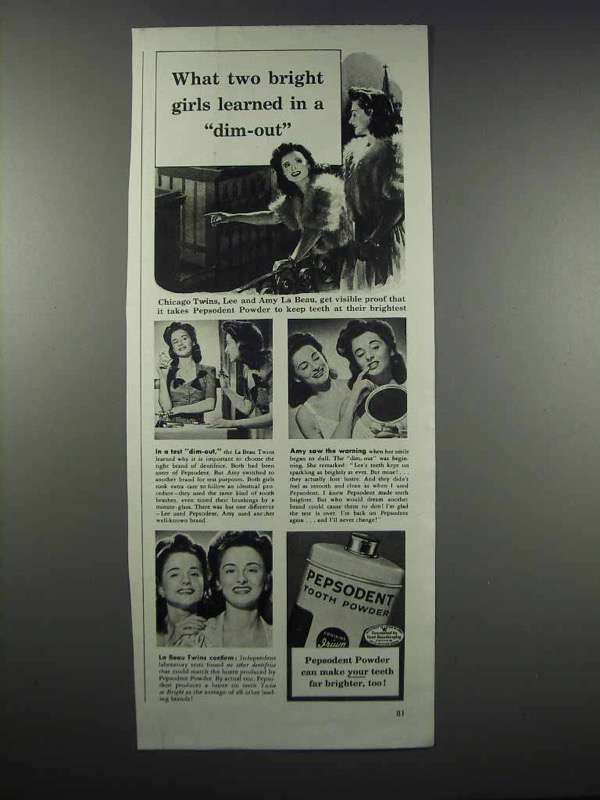 What two bright
girls learned in a
"dim-out"
Chicago Twins, Lee and Amy La Beau, get visible proof that
it takes Pepsodent Powder to keep teeth at their brightest
In a test "dim-out," the La Beau Twins
learned why it is important to choose the
right brand of dentifrice. Both had been
users of Pepsodent. But Amy switched to
another brand for test purposes. Both girls
took extra care to follow an identical pro-
cedure—they used the same kind of tooth
brushes, even timed their brushings by a
minute-glass. There was but one difference
—Lee used Pepsodent, Amy used another
well-known brand.
Amy saw the warning when her smile
began to dull. The "dim-out" was begin-
ning. She remarked: "Lee's teeth kept on
sparkling as brightly as ever. But mine...
they actually lost lustre. And they didn't
feel as smooth and clean as when I used
Pepsodent. I knew Pepsodent made teeth
brighter. But who would dream another
brand could cause them to dim! I'm glad
the test is over. I'm back on Pepsodent
again . . . and I'll never change!"
La Beau Twins confirm: Independent
laboratory tests found no other dentifrice
that could match the lustre produced by
Pepsodent Powder. By actual test, Pepso-
dent produces a lustre on teeth Twice
as Bright as the average of all other lead-
ing brands!
PEPSODENT
TOOTH POWDER
CONTAINS
Irium
Good Housekeeping
Pepsodent Powder
can make your teeth
far brighter, too!
81